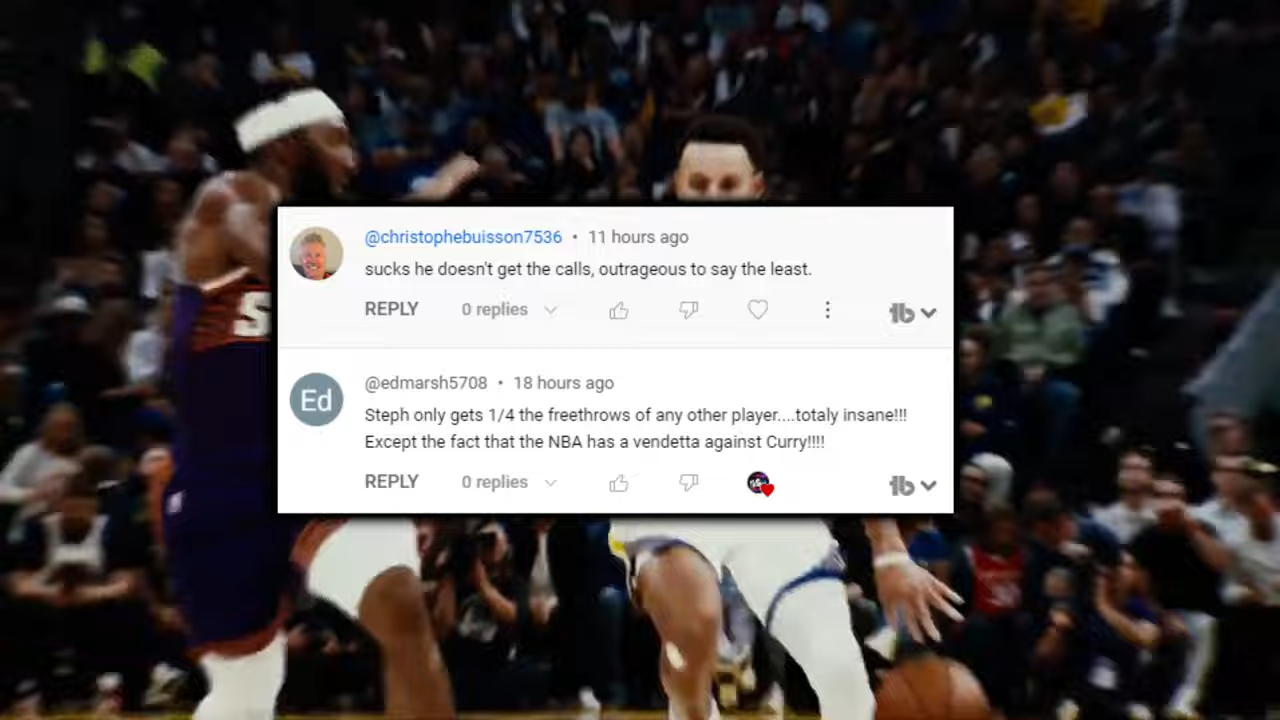 @christophebuisson7536 • 11 hours ago
sucks he doesn't get the calls, outrageous to say the least.
REPLY 0 replies
Ed @edmarsh5708 • 18 hours ago
Steph only gets 1/4 the freethrows of any other player....totaly insane!!!
Except the fact that the NBA has a vendetta against Curry!!!!
REPLY 0 replies